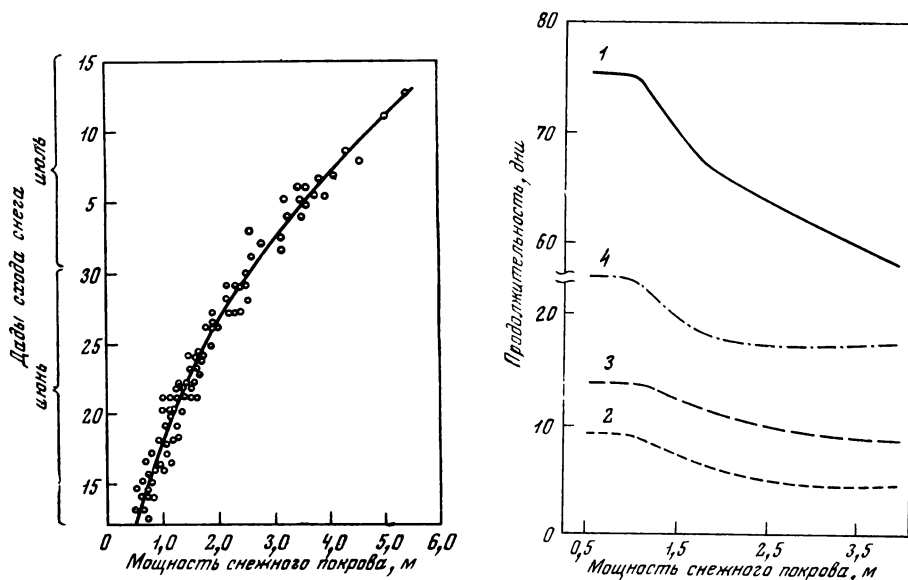 Дады схода снега
июль
июнь
15
10
5
30
25
20
15
0 1,0 2,0 3,0 4,0 5,0 6,0
Мощность снежного покрова, м
Продолжительность, дни
80
70
60
20
10
0
1
4
3
2
0,5 1,5 2,5 3,5
Мощность снежного покрова, м